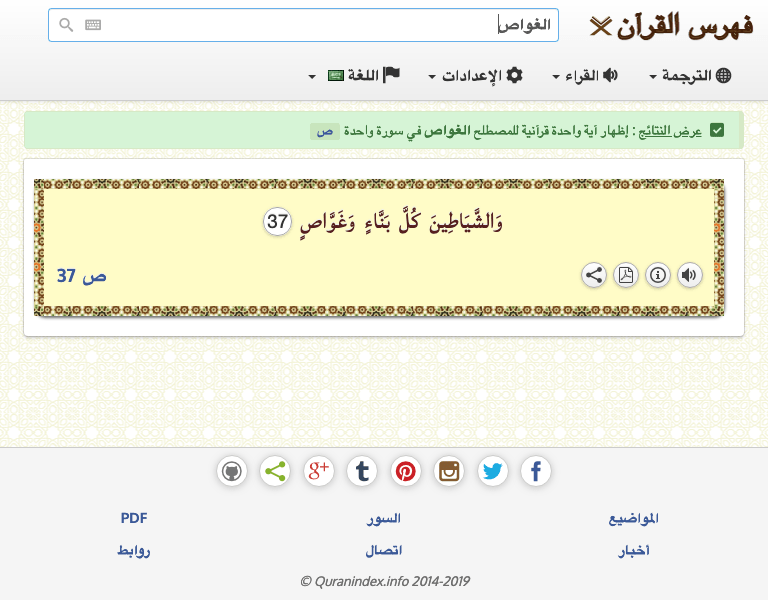 فهرس القرآن
الغواص
الترجمة القراء الإعدادات اللغة
عرض النتائج : إظهار آية واحدة قرآنية للمصطلح الغواص في سورة واحدة ص
وَالشَّيَاطِينَ كُلَّ بَنَّاءٍ وَغَوَّاصٍ 37
ص 37
المواضيع السور PDF
أخبار اتصال روابط
© Quranindex.info 2014-2019